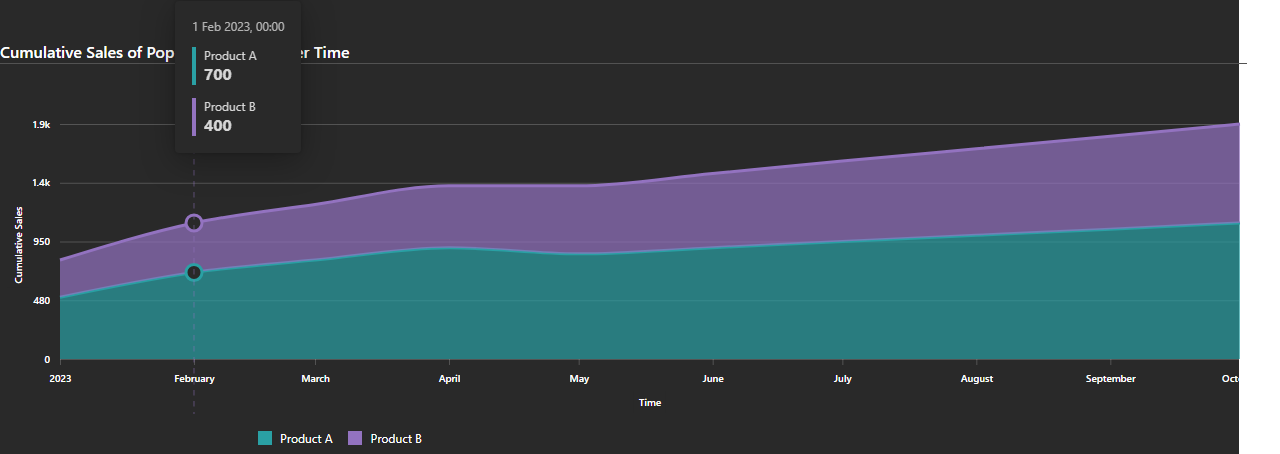 1 Feb 2023, 00:00
Cumulative Sales of Pop
er Time
Product A
700
Product B
400
1.9k
1.4k
950
480
0
Cumulative Sales
2023 February March April May June July August September Octo
Time
Product A Product B